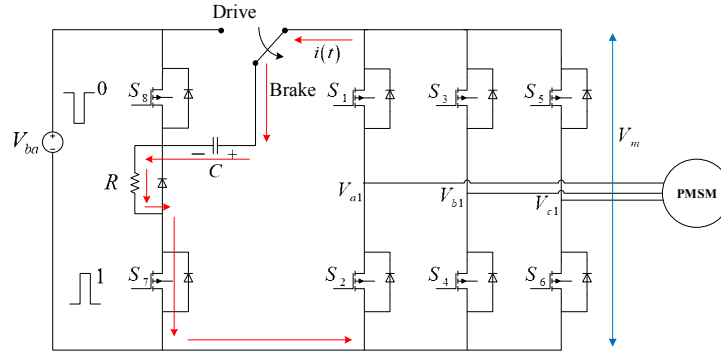 Drive
i(t)
0
S8
Brake
S1
S3
S5
Vba
− +
C
Vm
R
PMSM
Va1
Vb1
Vc1
1
S7
S2
S4
S6